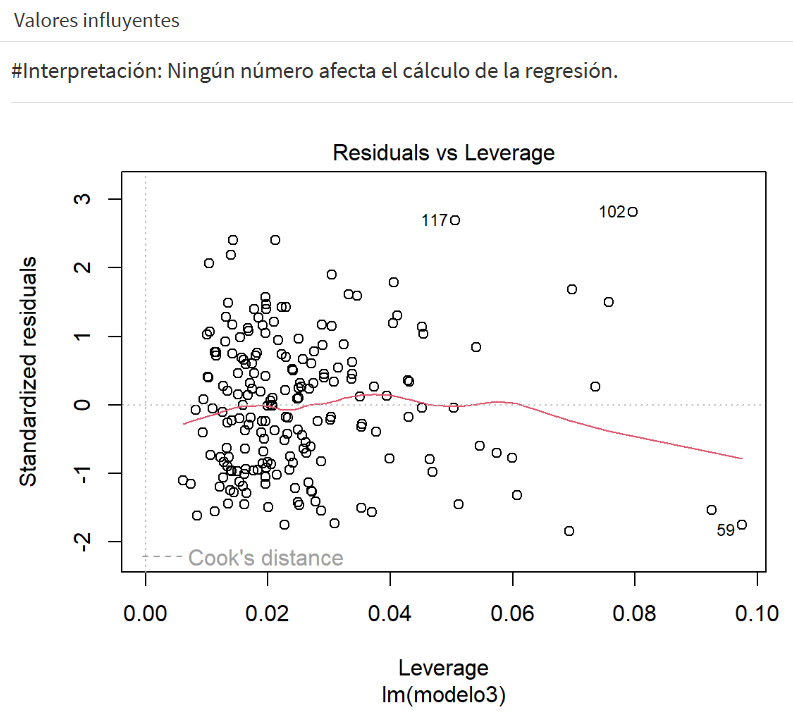 Valores influyentes
#Interpretación: Ningún número afecta el cálculo de la regresión.
Residuals vs Leverage
3
2
1
0
-1
-2
Standardized residuals
117
102
59
Cook's distance
0.00 0.02 0.04 0.06 0.08 0.10
Leverage
lm(modelo3)